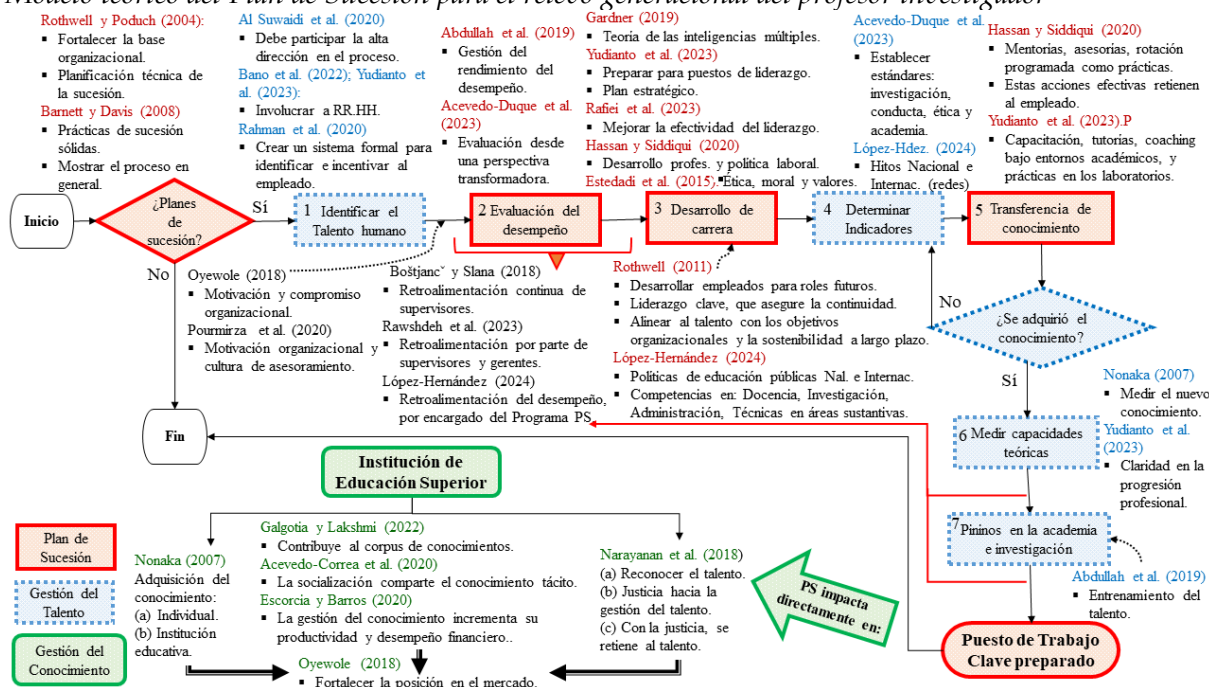 Modelo teórico del Plan de Sucesión para el relevo generacional del profesor investigador
Rothwell y Poduch (2004):
▪ Fortalecer la base
organizacional.
▪ Planificación técnica de
la sucesión.
Barnett y Davis (2008)
▪ Prácticas de sucesión
sólidas.
▪ Mostrar el proceso en
general.
Al Suwaidi et al. (2020)
▪ Debe participar la alta
dirección en el proceso.
Bano et al. (2022); Yudianto et
al. (2023):
▪ Involucrar a RR.HH.
Rahman et al. (2020)
▪ Crear un sistema formal para
identificar e incentivar al
empleado.
Abdullah et al. (2019)
▪ Gestión del
rendimiento del
desempeño.
Acevedo-Duque et al.
(2023)
▪ Evaluación desde
una perspectiva
transformadora.
Gardner (2019)
▪ Teoría de las inteligencias múltiples.
Yudianto et al. (2023)
▪ Preparar para puestos de liderazgo.
▪ Plan estratégico.
Rafiei et al. (2023)
▪ Mejorar la efectividad del liderazgo.
Hassan y Siddiqui (2020)
▪ Desarrollo profes. y política laboral.
Estedadi et al. (2015).▪Ética, moral y valores.
Acevedo-Duque et al.
(2023)
▪ Establecer
estándares:
investigación,
conducta, ética y
academia.
López-Hdez. (2024)
▪ Hitos Nacional e
Internac. (redes)
Hassan y Siddiqui (2020)
▪ Mentorías, asesorias, rotación
programada como prácticas.
▪ Estas acciones efectivas retienen
al empleado.
Yudianto et al. (2023).P
▪ Capacitación, tutorias, coaching
bajo entornos académicos, y
prácticas en los laboratorios.
Inicio
¿Planes
de
sucesión?
Sí
No
1 Identificar el
Talento humano
2 Evaluación del
desempeño
3 Desarrollo de
carrera
4 Determinar
Indicadores
5 Transferencia de
conocimiento
Oyewole (2018)
▪ Motivación y compromiso
organizacional.
Pourmirza et al. (2020)
▪ Motivación organizacional y
cultura de asesoramiento.
Boštjancˇ y Slana (2018)
▪ Retroalimentación continua de
supervisores.
Rawshdeh et al. (2023)
▪ Retroalimentación por parte de
supervisores y gerentes.
López-Hernández (2024)
▪ Retroalimentación del desempeño,
por encargado del Programa PS.
Rothwell (2011)
▪ Desarrollar empleados para roles futuros.
▪ Liderazgo clave, que asegure la continuidad.
▪ Alinear al talento con los objetivos
organizacionales y la sostenibilidad a largo plazo.
López-Hernández (2024)
▪ Políticas de educación públicas Nal. e Internac.
▪ Competencias en: Docencia, Investigación,
Administración, Técnicas en áreas sustantivas.
No
¿Se adquirió el
conocimiento?
Sí
Nonaka (2007)
▪ Medir el nuevo
conocimiento.
Yudianto et al.
(2023)
▪ Claridad en la
progresión
profesional.
6 Medir capacidades
teóricas
7 Pininos en la academia
e investigación
Abdullah et al. (2019)
▪ Entrenamiento del
talento.
Puesto de Trabajo
Clave preparado
Fin
Institución de
Educación Superior
Plan de
Sucesión
Gestión del
Talento
Gestión del
Conocimiento
Nonaka (2007)
Adquisición del
conocimiento:
(a) Individual.
(b) Institución
educativa.
Galgotia y Lakshmi (2022)
▪ Contribuye al corpus de conocimientos.
Acevedo-Correa et al. (2020)
▪ La socialización comparte el conocimiento tácito.
Escorcia y Barros (2020)
▪ La gestión del conocimiento incrementa su
productividad y desempeño financiero..
Narayanan et al. (2018)
(a) Reconocer el talento.
(b) Justicia hacia la
gestión del talento.
(c) Con la justicia, se
retiene al talento.
PS impacta
directamente en:
Oyewole (2018)
▪ Fortalecer la posición en el mercado.